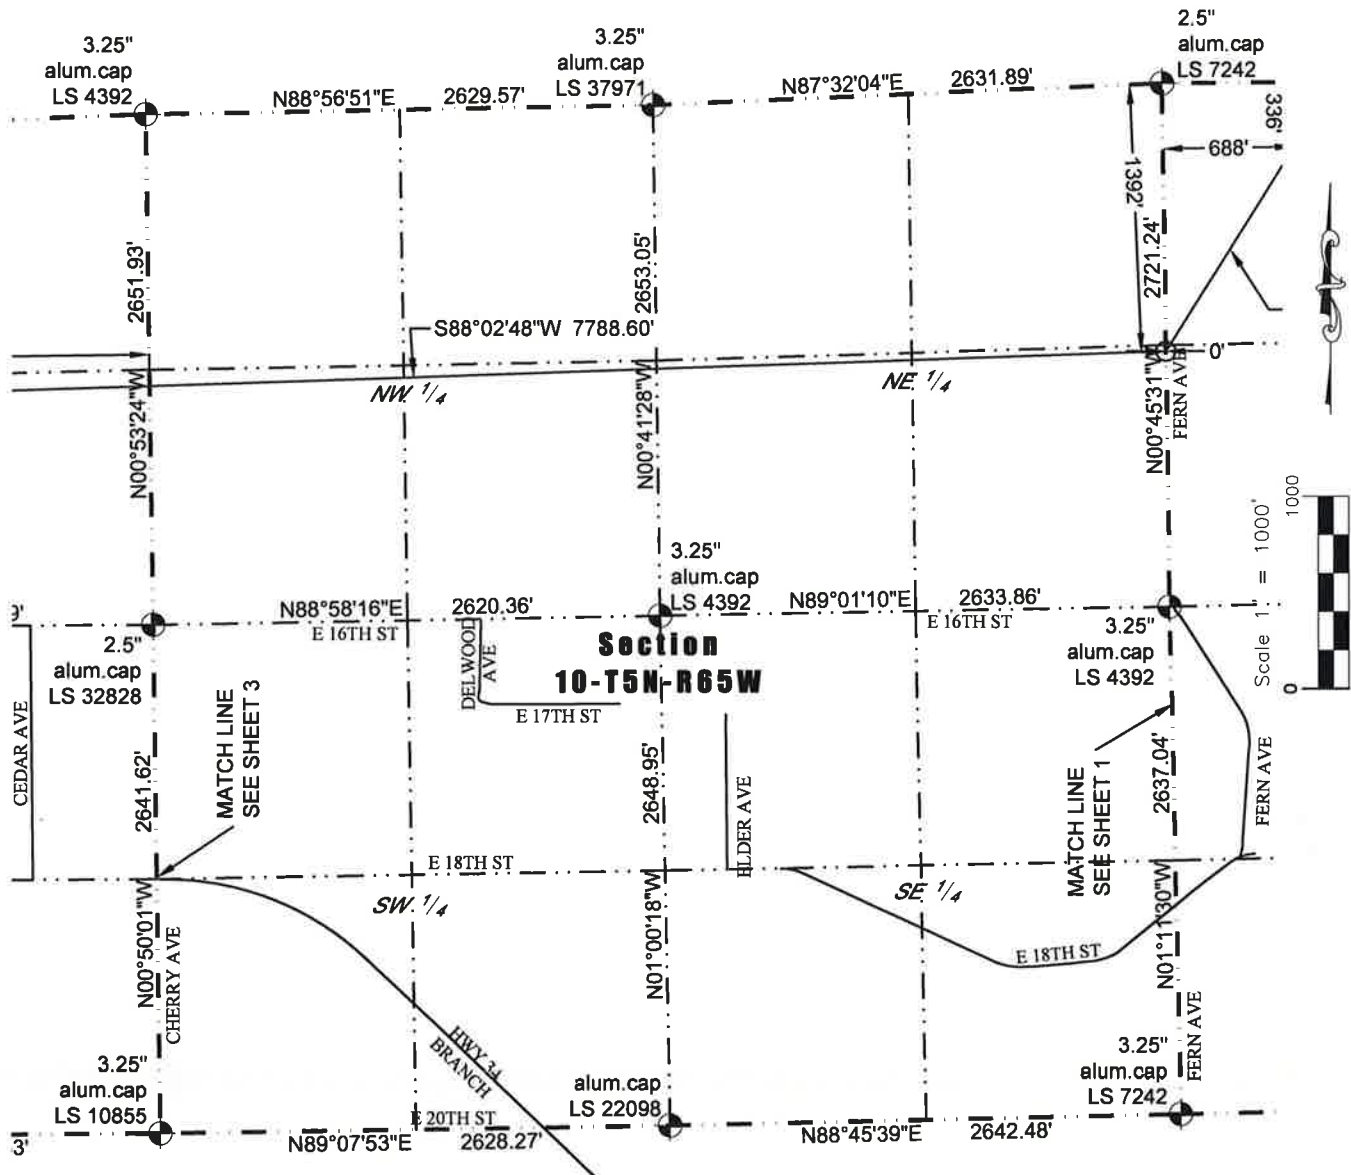 3.25"
alum.cap
LS 4392
3.25"
alum.cap
LS 37971
2.5"
alum.cap
LS 7242
N88°56'51"E
2629.57'
N87°32'04"E
2631.89'
336'
688'
1392'
2651.93'
2653.05'
2721.24'
S88°02'48"W 7788.60'
0'
NW. 1/4
NE. 1/4
N00°53'24"W
N00°41'28"W
N00°45'31"W
FERN AVE
3.25"
alum.cap
LS 4392
Scale 1" = 1000'
0
1000
9'
N88°58'16"E
2620.36'
N89°01'10"E
2633.86'
E 16TH ST
E 16TH ST
2.5"
alum.cap
LS 32828
DELWOOD
AVE
Section
10-T5N-R65W
3.25"
alum.cap
LS 4392
E 17TH ST
CEDAR AVE
2641.62'
MATCH LINE
SEE SHEET 3
2648.95'
MATCH LINE
SEE SHEET 1
2637.04'
FERN AVE
E 18TH ST
SW. 1/4
SE. 1/4
N00°50'01"W
CHERRY AVE
N01°00'18"W
E 18TH ST
N01°11'30"W
FERN AVE
HWY 34
BRANCH
3.25"
alum.cap
LS 10855
alum.cap
LS 22098
3.25"
alum.cap
LS 7242
E 20TH ST
3'
N89°07'53"E
2628.27'
N88°45'39"E
2642.48'